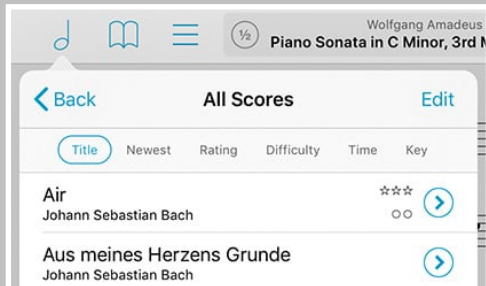 ½
Wolfgang Amadeus
Piano Sonata in C Minor, 3rd
Back
All Scores
Edit
Title Newest Rating Difficulty Time Key
Air
Johann Sebastian Bach
Aus meines Herzens Grunde
Johann Sebastian Bach